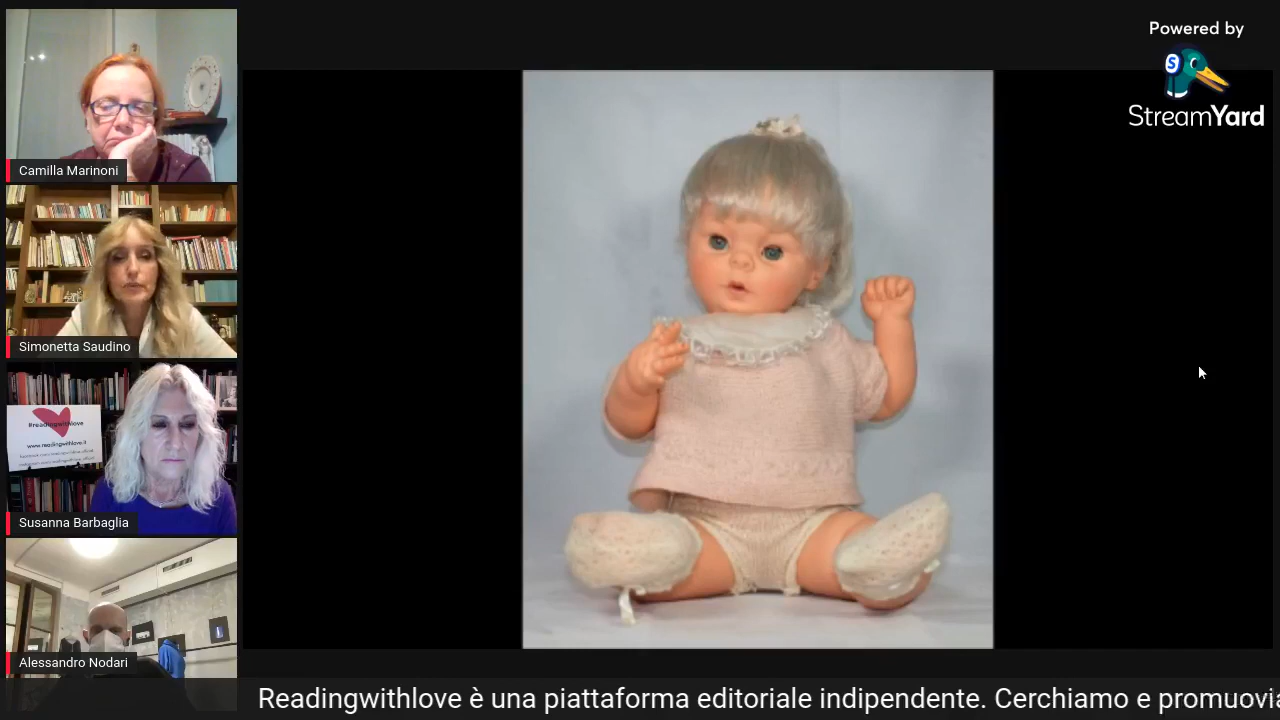 Powered by
S
StreamYard
Camilla Marinoni
Simonetta Saudino
#readingwithlove
www.readingwithlove.it
Susanna Barbaglia
Alessandro Nodari
Readingwithlove è una piattaforma editoriale indipendente. Cerchiamo e promuovia